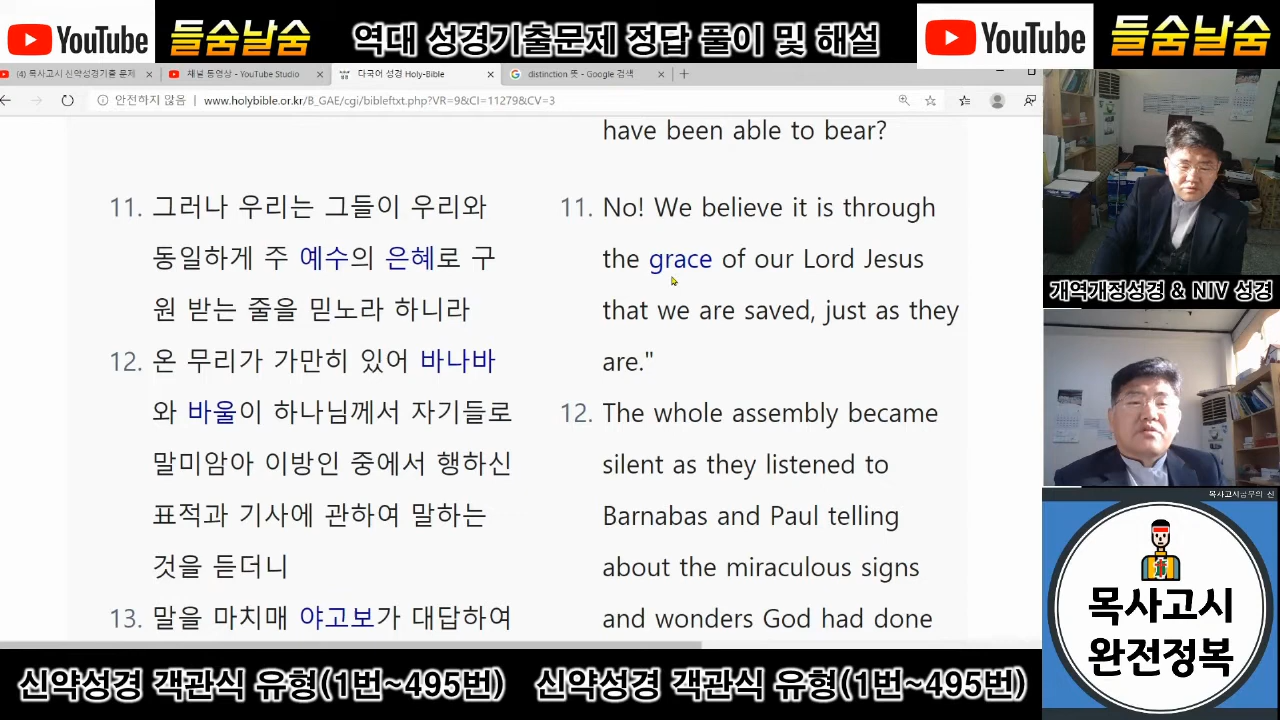 YouTube 들숨날숨 역대 성경기출문제 정답 풀이 및 해설 YouTube 들숨날숨
(4) 목사고시 신약성경기출 문제 × 채널 동영상 - YouTube Studio × 다국어 성경 Holy-Bible × distinction 뜻 - Google 검색 × +
안전하지 않음 | www.holybible.or.kr/B_GAE/cgi/bibleftxt.php?VR=9&CI=11279&CV=3
11. 그러나 우리는 그들이 우리와
동일하게 주 예수의 은혜로 구
원 받는 줄을 믿노라 하니라
12. 온 무리가 가만히 있어 바나바
와 바울이 하나님께서 자기들로
말미암아 이방인 중에서 행하신
표적과 기사에 관하여 말하는
것을 듣더니
13. 말을 마치매 야고보가 대답하여
have been able to bear?
11. No! We believe it is through
the grace of our Lord Jesus
that we are saved, just as they
are."
12. The whole assembly became
silent as they listened to
Barnabas and Paul telling
about the miraculous signs
and wonders God had done
개역개정성경 & NIV 성경
목사고시공부의 신
목사고시
완전정복
신약성경 객관식 유형(1번~495번) 신약성경 객관식 유형(1번~495번)